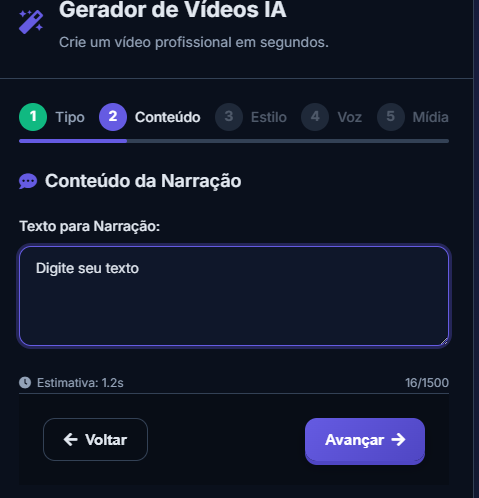 Gerador de Vídeos IA
Crie um vídeo profissional em segundos.
1 Tipo 2 Conteúdo 3 Estilo 4 Voz 5 Mídia
Conteúdo da Narração
Texto para Narração:
Digite seu texto
Estimativa: 1.2s 16/1500
Voltar Avançar